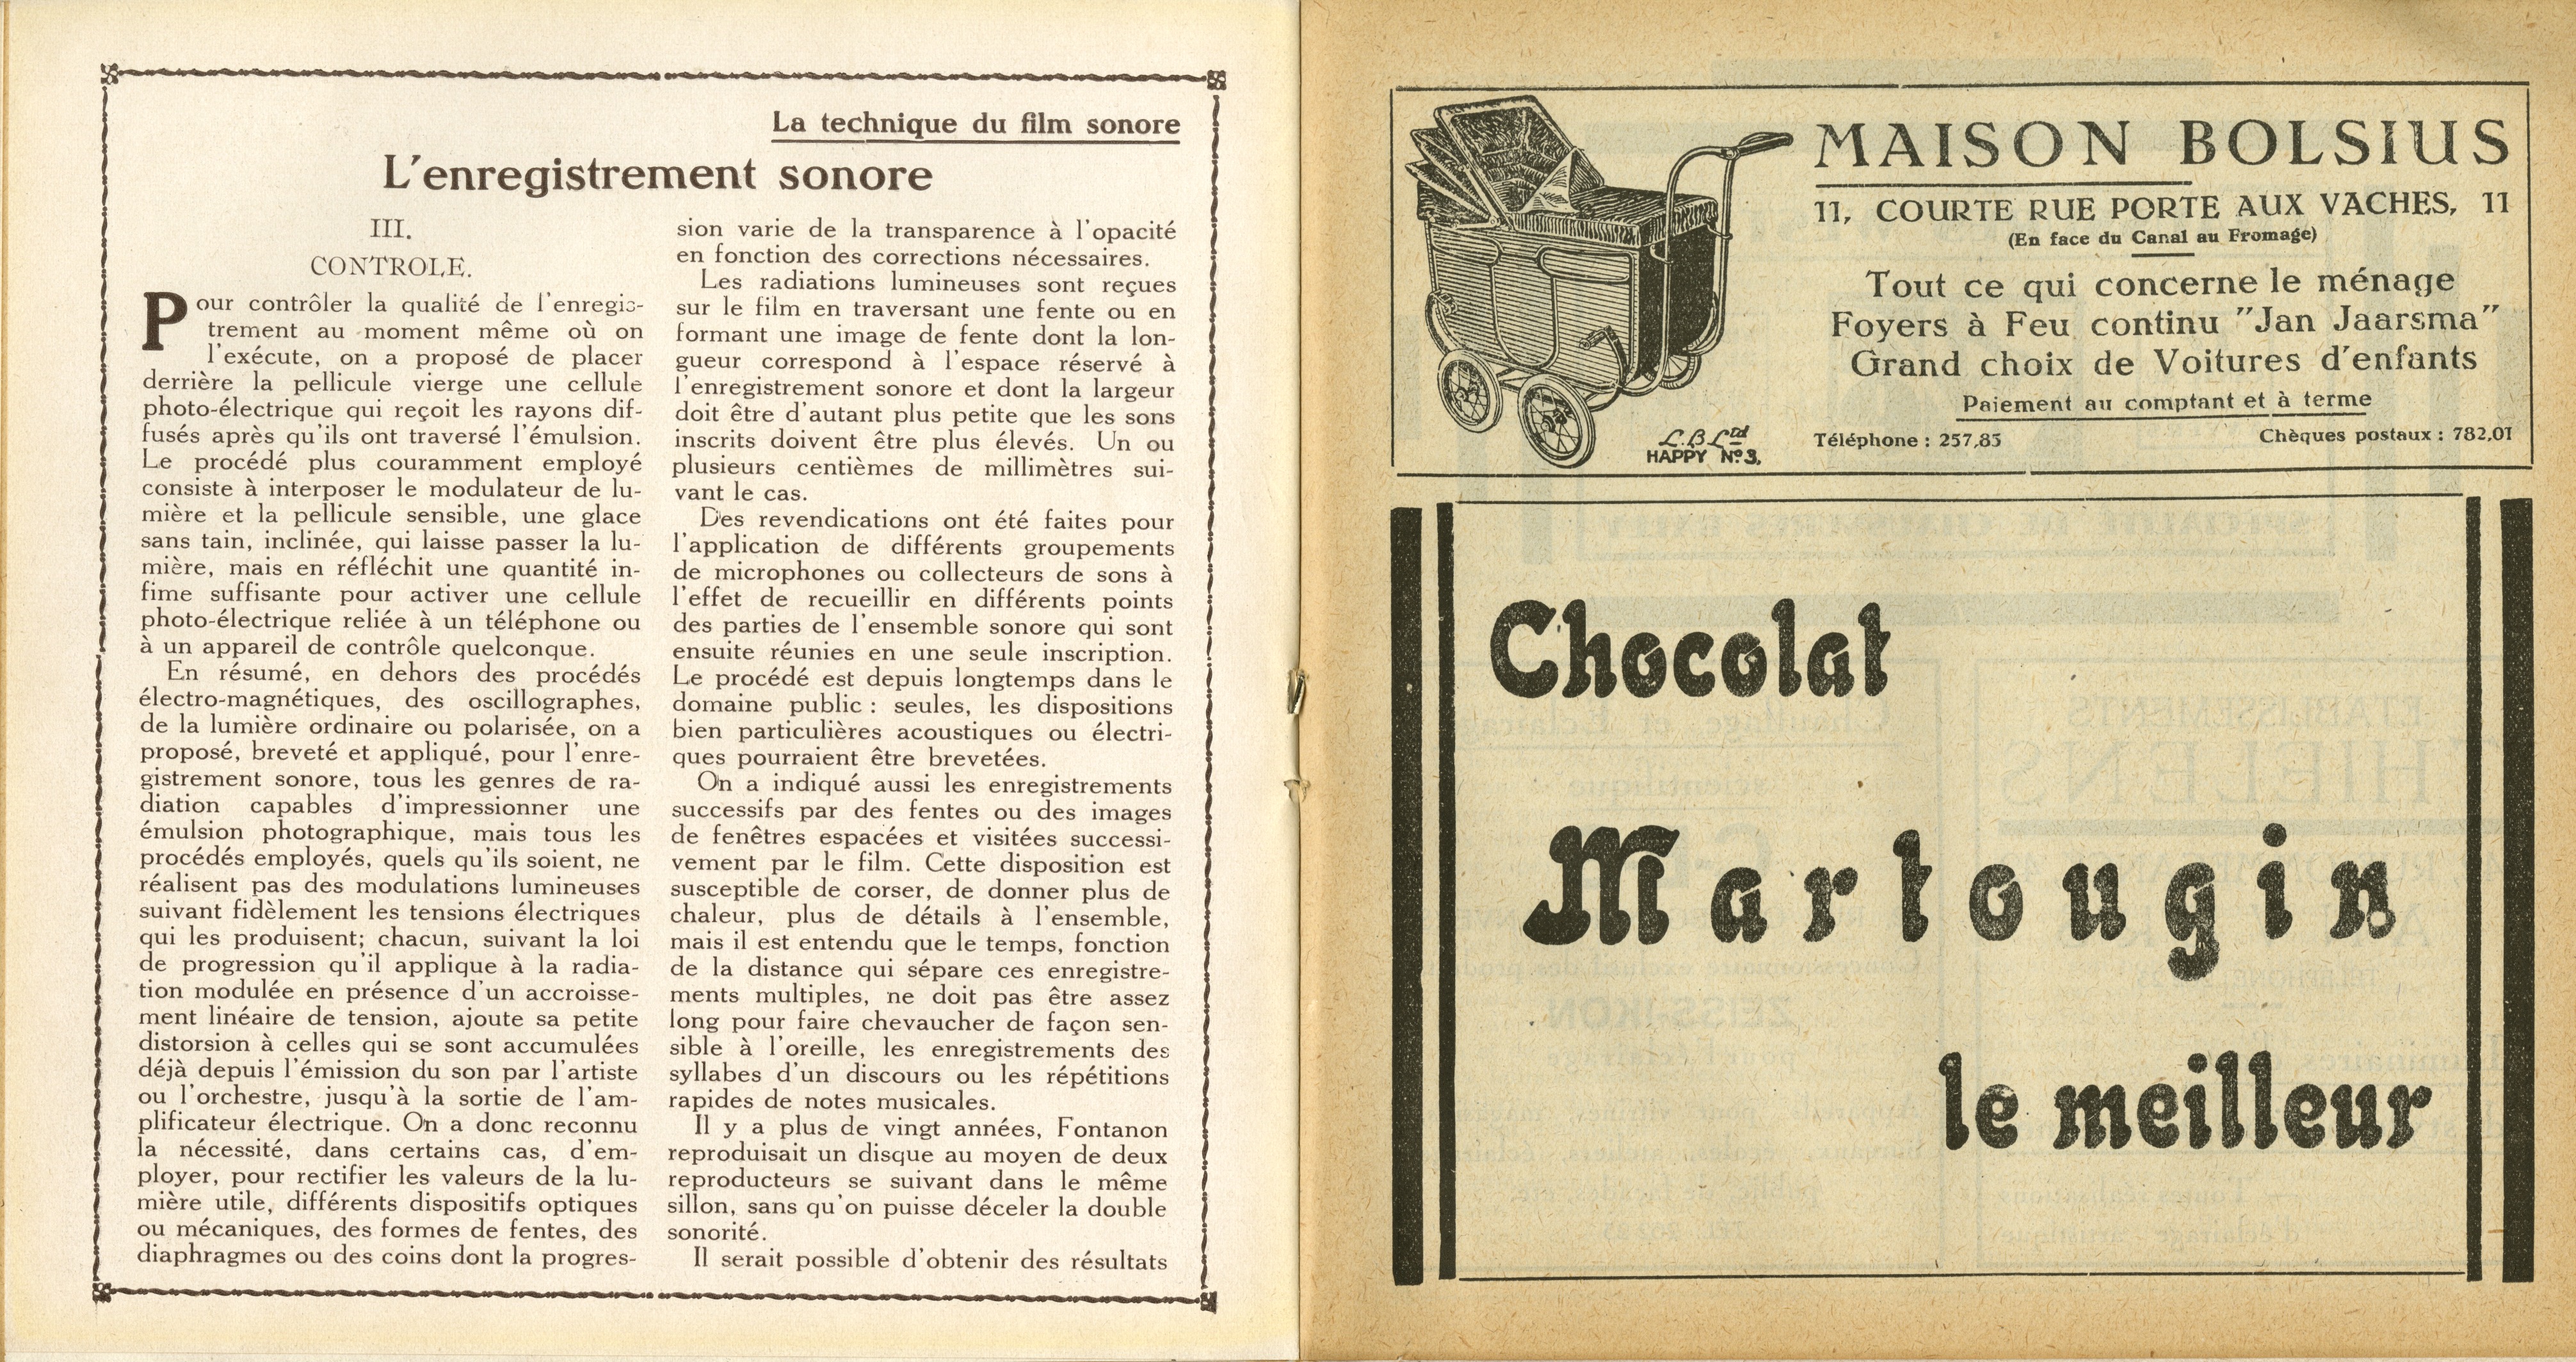 La technique du film sonore
L'enregistrement sonore
III.
CONTROLE.
Pour contrôler la qualité de l'enregis-
trement au moment même où on
l'exécute, on a proposé de placer
derrière la pellicule vierge une cellule
photo-électrique qui reçoit les rayons dif-
fusés après qu'ils ont traversé l'émulsion.
Le procédé plus couramment employé
consiste à interposer le modulateur de lu-
mière et la pellicule sensible, une glace
sans tain, inclinée, qui laisse passer la lu-
mière, mais en réfléchit une quantité in-
fime suffisante pour activer une cellule
photo-électrique reliée à un téléphone ou
à un appareil de contrôle quelconque.
En résumé, en dehors des procédés
électro-magnétiques, des oscillographes,
de la lumière ordinaire ou polarisée, on a
proposé, breveté et appliqué, pour l'enre-
gistrement sonore, tous les genres de ra-
diation capables d'impressionner une
émulsion photographique, mais tous les
procédés employés, quels qu'ils soient, ne
réalisent pas des modulations lumineuses
suivant fidèlement les tensions électriques
qui les produisent; chacun, suivant la loi
de progression qu'il applique à la radia-
tion modulée en présence d'un accroisse-
ment linéaire de tension, ajoute sa petite
distorsion à celles qui se sont accumulées
déjà depuis l'émission du son par l'artiste
ou l'orchestre, jusqu'à la sortie de l'am-
plificateur électrique. On a donc reconnu
la nécessité, dans certains cas, d'em-
ployer, pour rectifier les valeurs de la lu-
mière utile, différents dispositifs optiques
ou mécaniques, des formes de fentes, des
diaphragmes ou des coins dont la progres-
sion varie de la transparence à l'opacité
en fonction des corrections nécessaires.
Les radiations lumineuses sont reçues
sur le film en traversant une fente ou en
formant une image de fente dont la lon-
gueur correspond à l'espace réservé à
l'enregistrement sonore et dont la largeur
doit être d'autant plus petite que les sons
inscrits doivent être plus élevés. Un ou
plusieurs centièmes de millimètres sui-
vant le cas.
Des revendications ont été faites pour
l'application de différents groupements
de microphones ou collecteurs de sons à
l'effet de recueillir en différents points
des parties de l'ensemble sonore qui sont
ensuite réunies en une seule inscription.
Le procédé est depuis longtemps dans le
domaine public : seules, les dispositions
bien particulières acoustiques ou électri-
ques pourraient être brevetées.
On a indiqué aussi les enregistrements
successifs par des fentes ou des images
de fenêtres espacées et visitées successi-
vement par le film. Cette disposition est
susceptible de corser, de donner plus de
chaleur, plus de détails à l'ensemble,
mais il est entendu que le temps, fonction
de la distance qui sépare ces enregistre-
ments multiples, ne doit pas être assez
long pour faire chevaucher de façon sen-
sible à l'oreille, les enregistrements des
syllabes d'un discours ou les répétitions
rapides de notes musicales.
Il y a plus de vingt années, Fontanon
reproduisait un disque au moyen de deux
reproducteurs se suivant dans le même
sillon, sans qu'on puisse déceler la double
sonorité.
Il serait possible d'obtenir des résultats
MAISON BOLSIUS
11, COURTE RUE PORTE AUX VACHES, 11
(En face du Canal au Fromage)
Tout ce qui concerne le ménage
Foyers à Feu continu "Jan Jaarsma"
Grand choix de Voitures d'enfants
Paiement au comptant et à terme
Téléphone : 257,85
Chèques postaux : 782,01
L.B. Ltd
HAPPY Nº 3.
Chocolat
Martougin
le meilleur